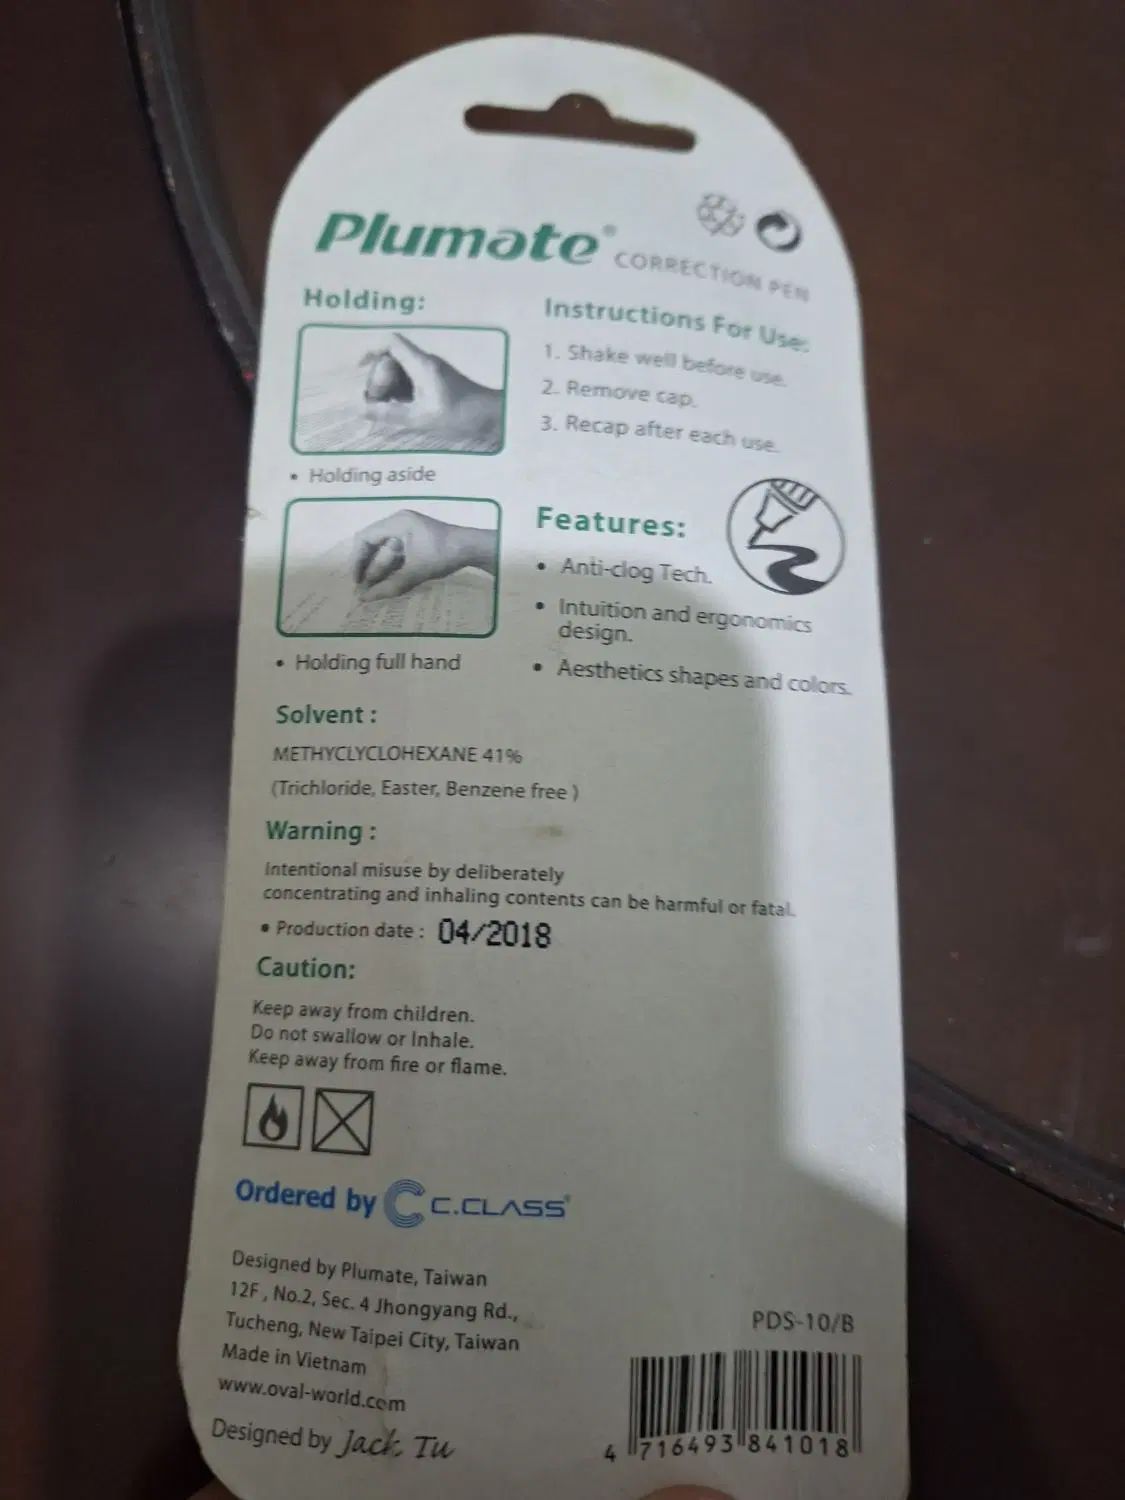 Plumate® CORRECTION PEN
Holding:
• Holding aside
• Holding full hand
Instructions For Use:
1. Shake well before use.
2. Remove cap.
3. Recap after each use.
Features:
• Anti-clog Tech.
• Intuition and ergonomics
design.
• Aesthetics shapes and colors.
Solvent :
METHYCLYCLOHEXANE 41%
(Trichloride, Easter, Benzene free )
Warning :
Intentional misuse by deliberately
concentrating and inhaling contents can be harmful or fatal.
• Production date : 04/2018
Caution:
Keep away from children.
Do not swallow or Inhale.
Keep away from fire or flame.
Ordered by C.CLASS®
Designed by Plumate, Taiwan
12F , No.2, Sec. 4 Jhongyang Rd.,
Tucheng, New Taipei City, Taiwan
Made in Vietnam
www.oval-world.com
Designed by Jack Tu
PDS-10/B
4 716493 841018